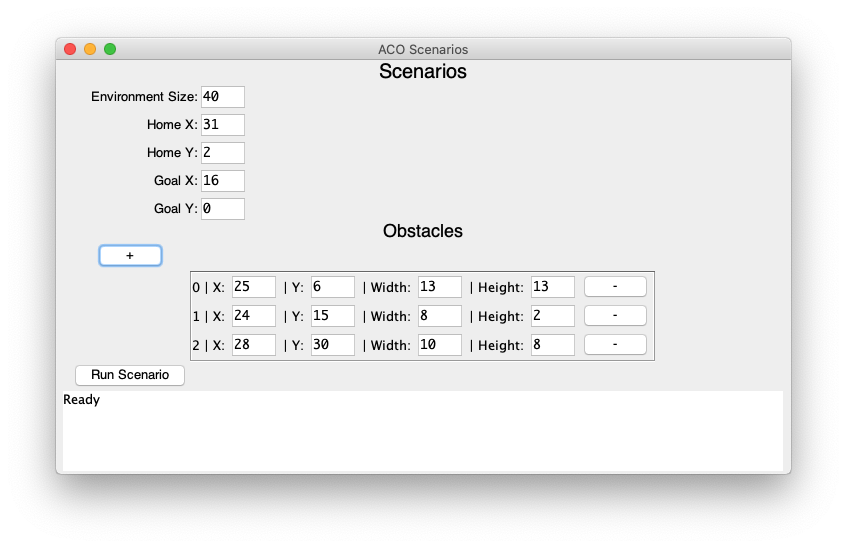 ACO Scenarios
Scenarios
Environment Size: 40
Home X: 31
Home Y: 2
Goal X: 16
Goal Y: 0
Obstacles
+
0 | X: 25 | Y: 6 | Width: 13 | Height: 13 -
1 | X: 24 | Y: 15 | Width: 8 | Height: 2 -
2 | X: 28 | Y: 30 | Width: 10 | Height: 8 -
Run Scenario
Ready